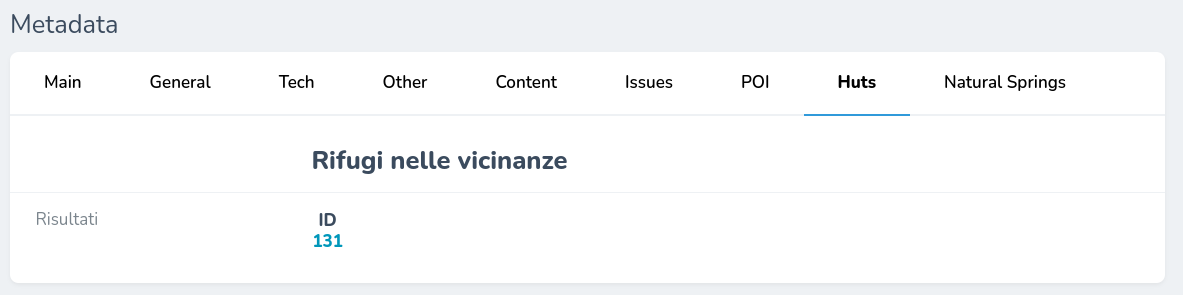 Metadata
Main General Tech Other Content Issues POI Huts Natural Springs
Rifugi nelle vicinanze
Risultati ID
131